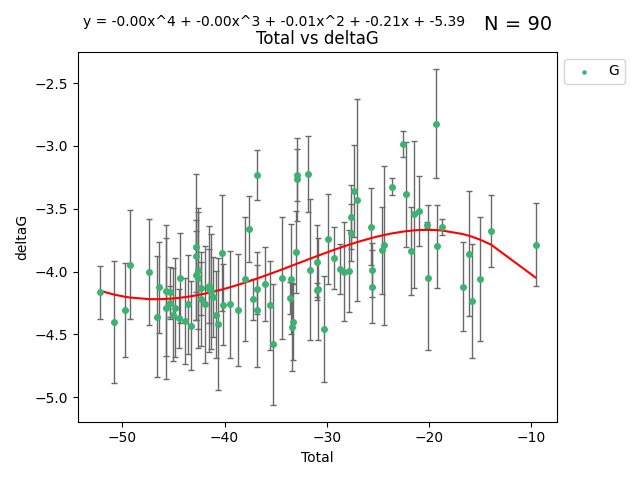 y = -0.00x^4 + -0.00x^3 + -0.01x^2 + -0.21x + -5.39
N = 90
Total vs deltaG
G
deltaG
−2.5
−3.0
−3.5
−4.0
−4.5
−5.0
−50 −40 −30 −20 −10
Total